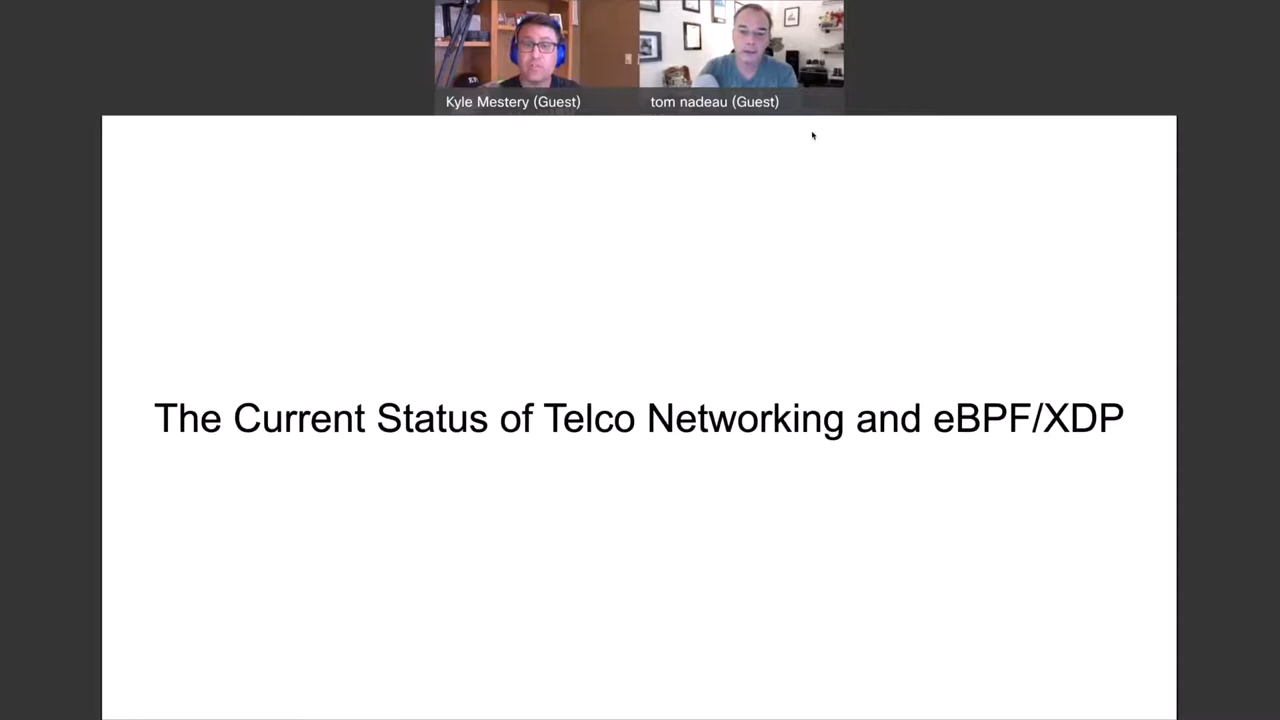 Kyle Mestery (Guest)
tom nadeau (Guest)
The Current Status of Telco Networking and eBPF/XDP